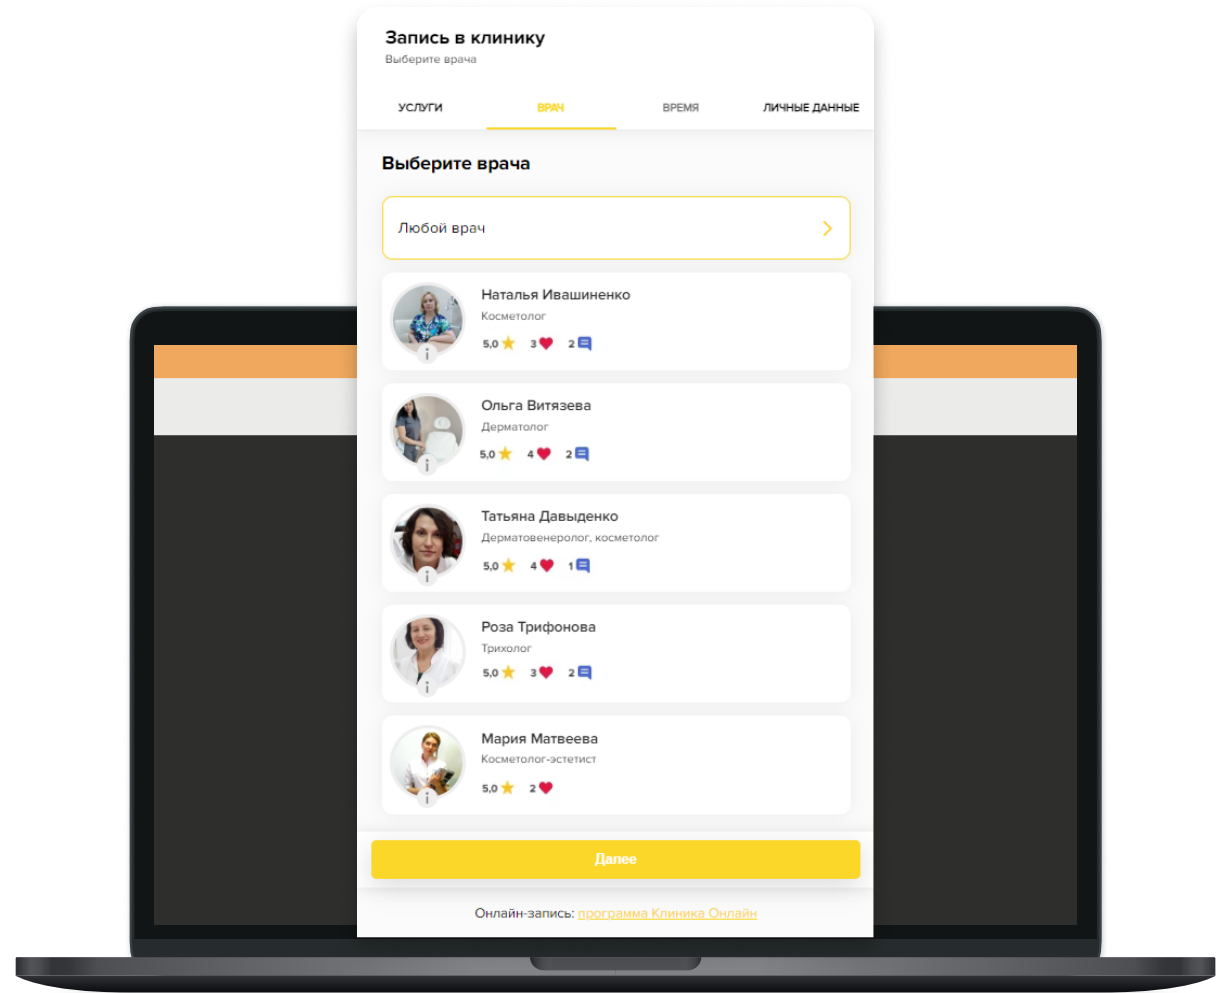 Запись в клинику
Выберите врача
УСЛУГИ ВРАЧ ВРЕМЯ ЛИЧНЫЕ ДАННЫЕ
Выберите врача
Любой врач
Наталья Ивашиненко
Косметолог
5,0 3 2
Ольга Витязева
Дерматолог
5,0 4 2
Татьяна Давыденко
Дерматовенеролог, косметолог
5,0 4 1
Роза Трифонова
Трихолог
5,0 3 2
Мария Матвеева
Косметолог-эстетист
5,0 2
Далее
Онлайн-запись: программа Клиника Онлайн